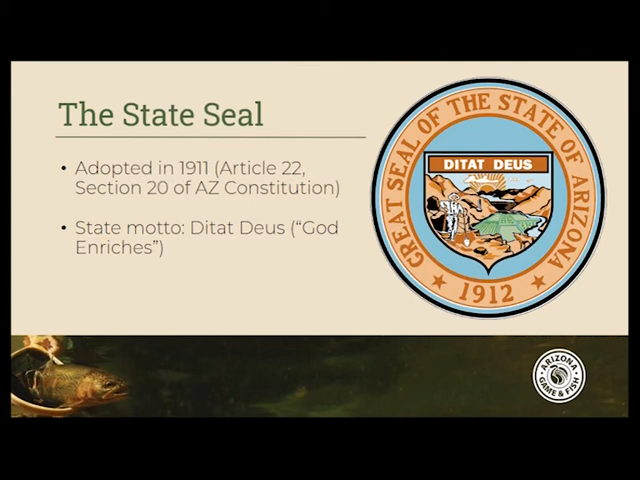 The State Seal
• Adopted in 1911 (Article 22,
Section 20 of AZ Constitution)
• State motto: Ditat Deus (“God
Enriches”)
GREAT SEAL OF THE STATE OF ARIZONA
DITAT DEUS
★ 1912 ★
ARIZONA
GAME & FISH